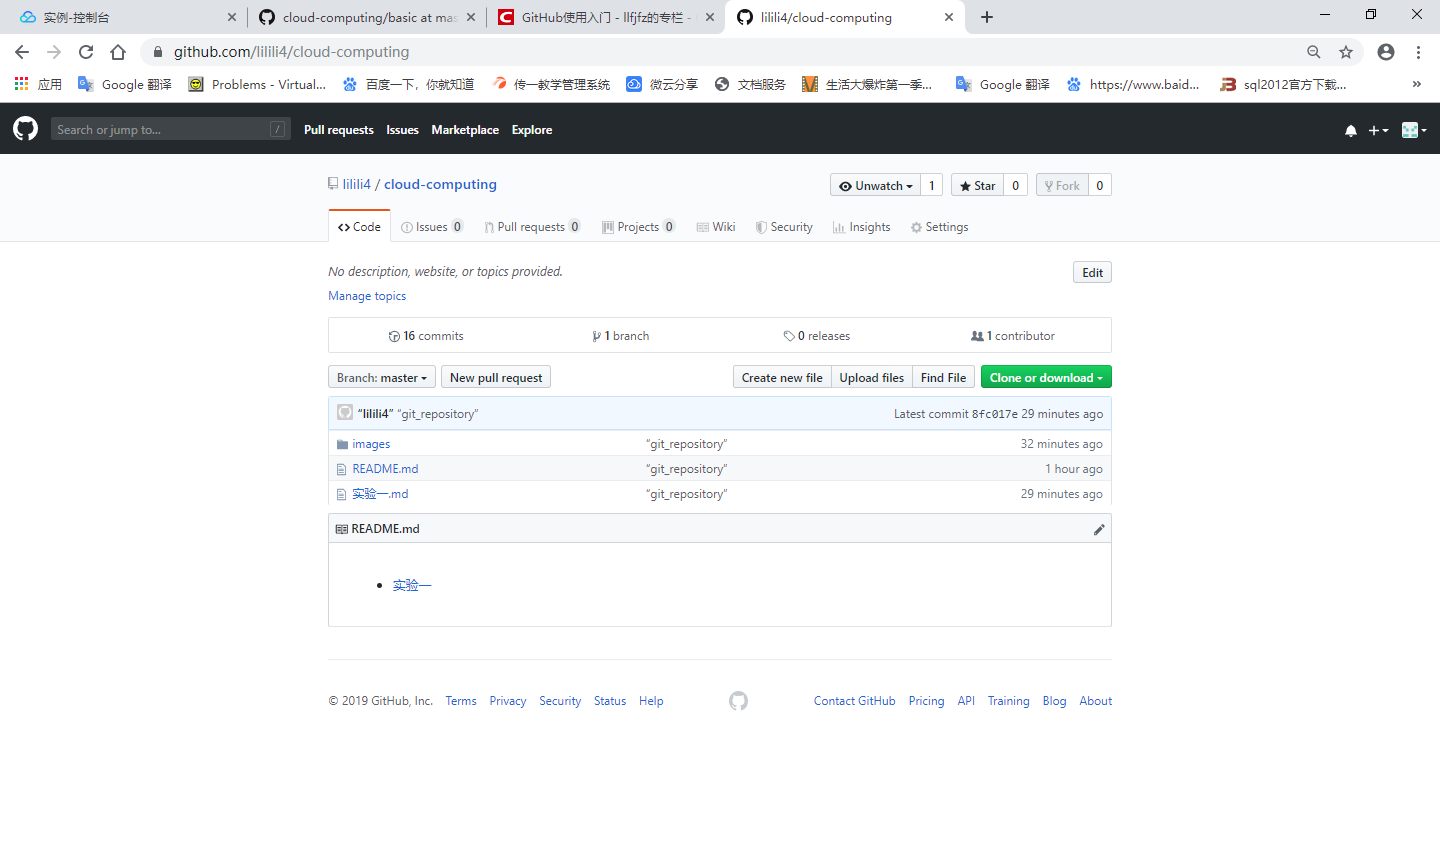 实例-控制台
cloud-computing/basic at mas
GitHub使用入门 - llfjfz的专栏 -
lilili4/cloud-computing
github.com/lilili4/cloud-computing
应用 Google 翻译 Problems - Virtual... 百度一下，你就知道 传一教学管理系统 微云分享 文档服务 生活大爆炸第一季... Google 翻译 https://www.baid... sql2012官方下载... »
Search or jump to... / Pull requests Issues Marketplace Explore
lilili4 / cloud-computing Unwatch 1 Star 0 Fork 0
Code Issues 0 Pull requests 0 Projects 0 Wiki Security Insights Settings
No description, website, or topics provided. Edit
Manage topics
16 commits 1 branch 0 releases 1 contributor
Branch: master New pull request Create new file Upload files Find File Clone or download
“lilili4” “git_repository” Latest commit 8fc017e 29 minutes ago
images “git_repository” 32 minutes ago
README.md “git_repository” 1 hour ago
实验一.md “git_repository” 29 minutes ago
README.md
• 实验一
© 2019 GitHub, Inc. Terms Privacy Security Status Help Contact GitHub Pricing API Training Blog About